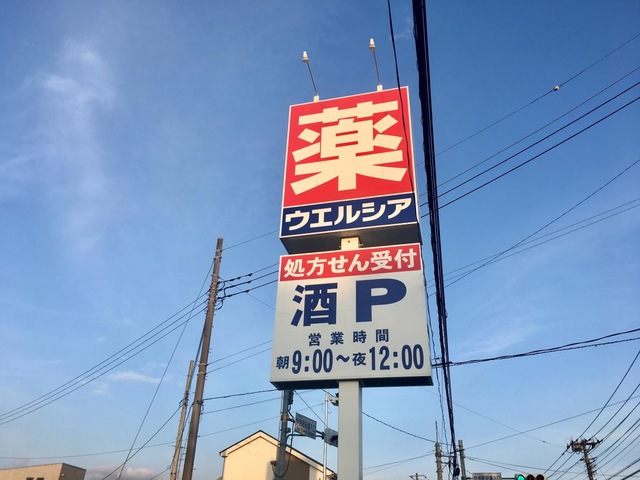 薬
ウエルシア
処方せん受付
酒 P
営業時間
朝9:00〜夜12:00